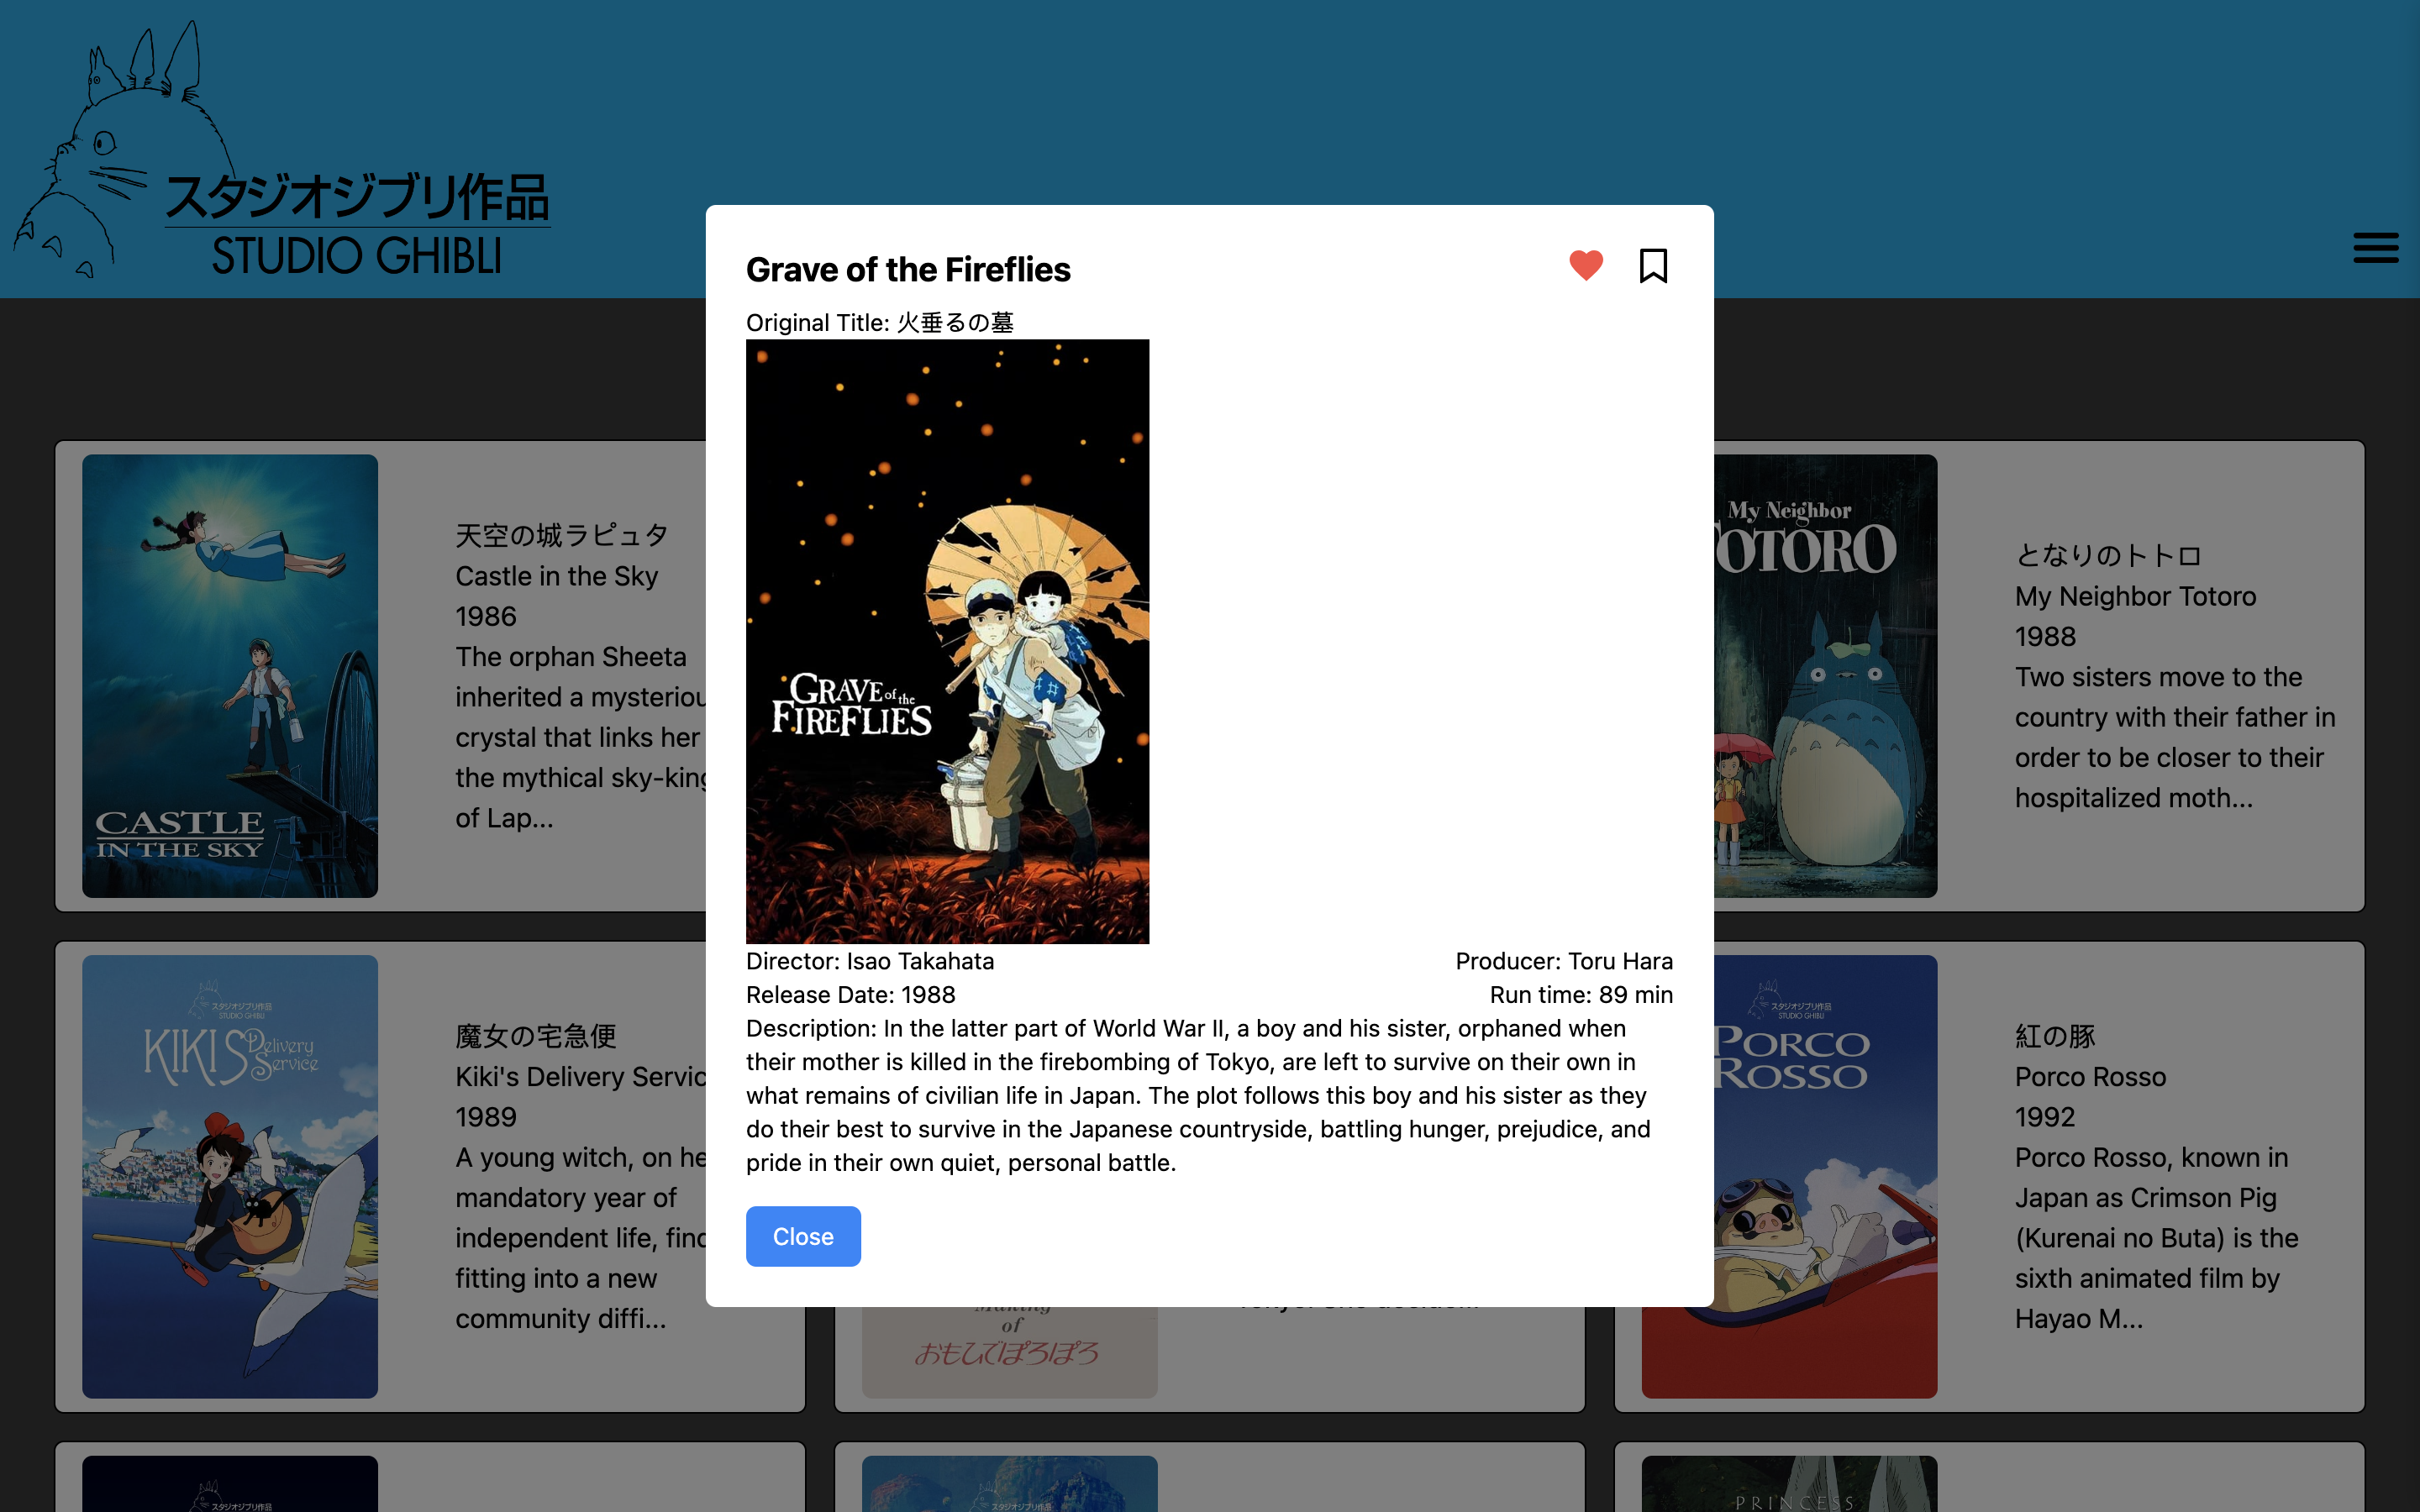 スタジオジブリ作品
STUDIO GHIBLI
Grave of the Fireflies
Original Title: 火垂るの墓
GRAVE of the
FIREFLIES
Director: Isao Takahata
Producer: Toru Hara
Release Date: 1988
Run time: 89 min
Description: In the latter part of World War II, a boy and his sister, orphaned when
their mother is killed in the firebombing of Tokyo, are left to survive on their own in
what remains of civilian life in Japan. The plot follows this boy and his sister as they
do their best to survive in the Japanese countryside, battling hunger, prejudice, and
pride in their own quiet, personal battle.
Close
CASTLE
IN THE SKY
天空の城ラピュタ
Castle in the Sky
1986
The orphan Sheeta
inherited a mysteriou
crystal that links her
the mythical sky-king
of Lap...
My Neighbor
TOTORO
となりのトトロ
My Neighbor Totoro
1988
Two sisters move to the
country with their father in
order to be closer to their
hospitalized moth...
スタジオジブリ作品
STUDIO GHIBLI
KIKI'S Delivery
Service
魔女の宅急便
Kiki's Delivery Servic
1989
A young witch, on he
mandatory year of
independent life, find
fitting into a new
community diffi...
Making
of
おもひでぽろぽろ
スタジオジブリ作品
STUDIO GHIBLI
PORCO
ROSSO
紅の豚
Porco Rosso
1992
Porco Rosso, known in
Japan as Crimson Pig
(Kurenai no Buta) is the
sixth animated film by
Hayao M...
スタジオジブリ作品
スタジオジブリ作品
PRINCESS